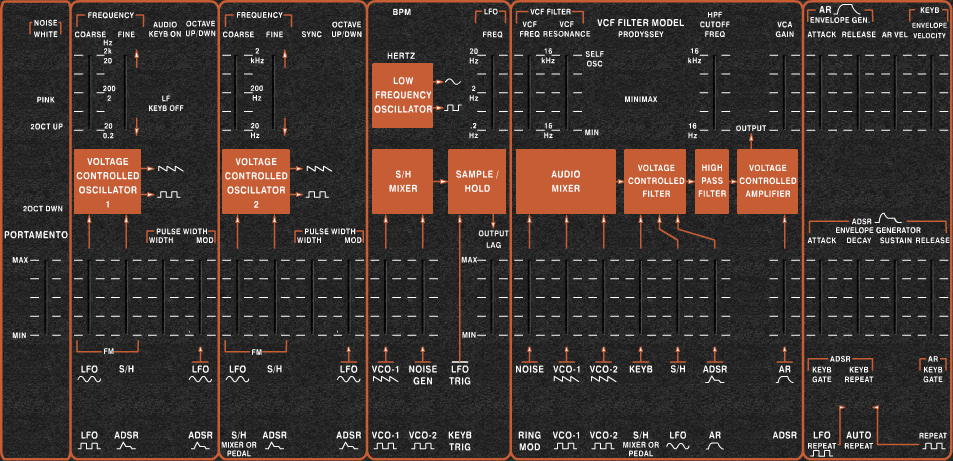 NOISE
WHITE
PINK
2OCT UP
2OCT DWN
PORTAMENTO
MAX
MIN
FREQUENCY
COARSE FINE
AUDIO
KEYB ON
OCTAVE
UP/DWN
Hz
2k
20
200
2
20
0.2
LF
KEYB OFF
VOLTAGE
CONTROLLED
OSCILLATOR
1
PULSE WIDTH
WIDTH MOD
FM
LFO S/H LFO
LFO ADSR ADSR
FREQUENCY
COARSE FINE SYNC
OCTAVE
UP/DWN
2
kHz
200
Hz
20
Hz
VOLTAGE
CONTROLLED
OSCILLATOR
2
PULSE WIDTH
WIDTH MOD
FM
LFO S/H LFO
S/H
MIXER OR
PEDAL
ADSR ADSR
BPM
HERTZ
LFO
FREQ
20
Hz
2
Hz
.2
Hz
LOW
FREQUENCY
OSCILLATOR
S/H
MIXER
SAMPLE /
HOLD
OUTPUT
LAG
MAX
MIN
VCO-1 NOISE
GEN
LFO
TRIG
VCO-1 VCO-2 KEYB
TRIG
VCF FILTER
VCF
FREQ
VCF
RESONANCE
VCF FILTER MODEL
PRODYSSEY
HPF
CUTOFF
FREQ
VCA
GAIN
16
kHz
16
kHz
SELF
OSC
16
kHz
MINIMAX
16
Hz
16
Hz
MIN
16
Hz
OUTPUT
AUDIO
MIXER
VOLTAGE
CONTROLLED
FILTER
HIGH
PASS
FILTER
VOLTAGE
CONTROLLED
AMPLIFIER
NOISE VCO-1 VCO-2 KEYB S/H ADSR AR
RING
MOD
VCO-1 VCO-2 S/H
MIXER OR
PEDAL
LFO AR ADSR
AR
ENVELOPE GEN.
ATTACK RELEASE AR VEL
KEYB
ENVELOPE
VELOCITY
ADSR
ENVELOPE GENERATOR
ATTACK DECAY SUSTAIN RELEASE
ADSR
KEYB
GATE
KEYB
REPEAT
AR
KEYB
GATE
LFO
REPEAT
AUTO
REPEAT
REPEAT